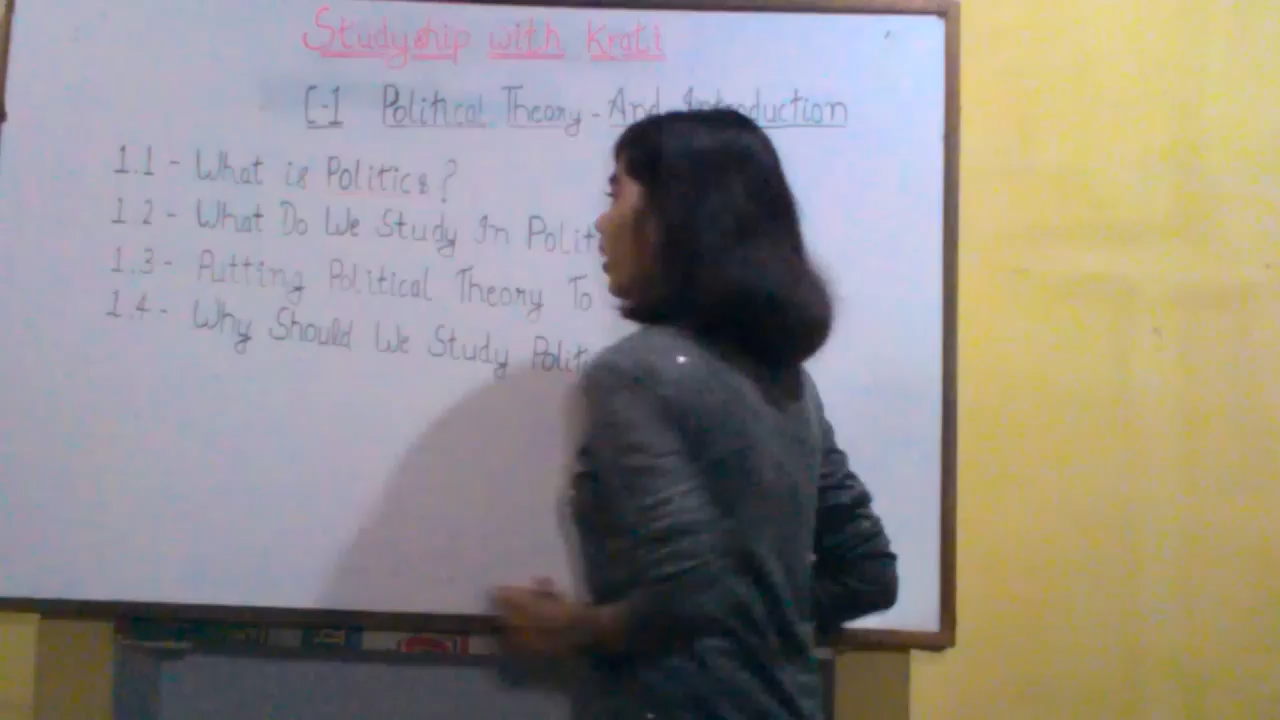 Studyship with Krati
C-1 Political Theory - And Introduction
1.1 - What is Politics?
1.2 - What Do We Study In Polit
1.3 - Putting Political Theory To
1.4 - Why Should We Study Politi